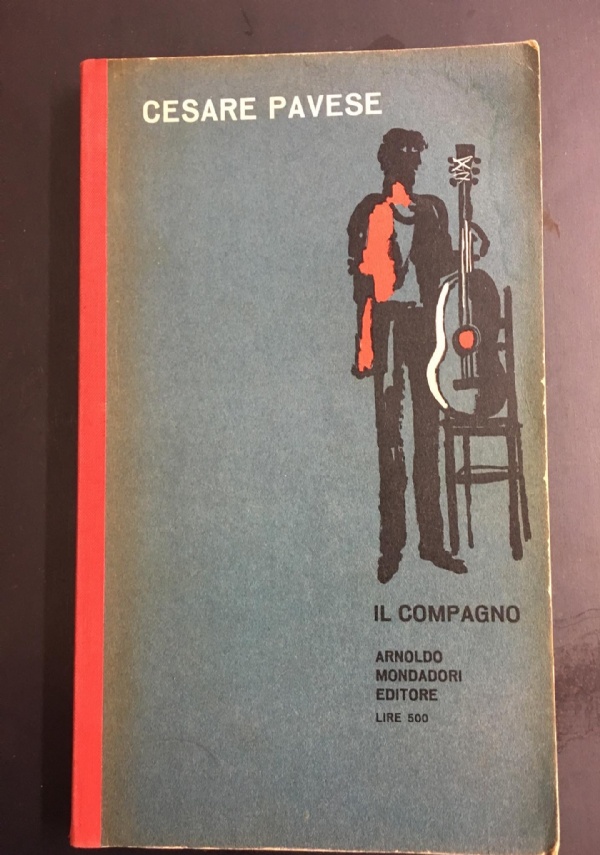 CESARE PAVESE
IL COMPAGNO
ARNOLDO
MONDADORI
EDITORE
LIRE 500